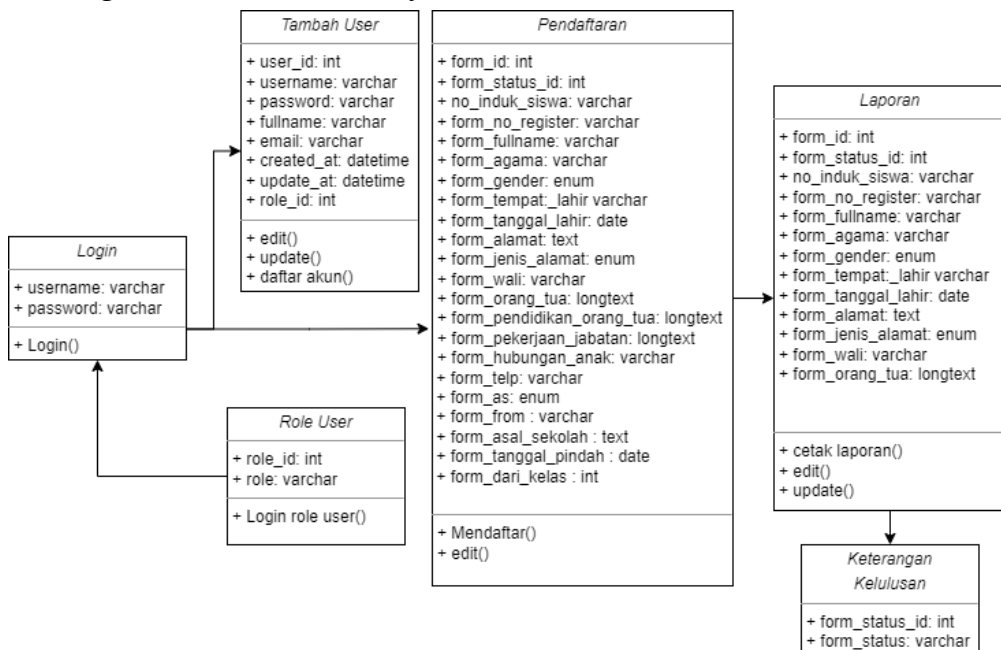 Tambah User
+ user_id: int
+ username: varchar
+ password: varchar
+ fullname: varchar
+ email: varchar
+ created_at: datetime
+ update_at: datetime
+ role_id: int
+ edit()
+ update()
+ daftar akun()
Pendaftaran
+ form_id: int
+ form_status_id: int
+ no_induk_siswa: varchar
+ form_no_register: varchar
+ form_fullname: varchar
+ form_agama: varchar
+ form_gender: enum
+ form_tempat:_lahir varchar
+ form_tanggal_lahir: date
+ form_alamat: text
+ form_jenis_alamat: enum
+ form_wali: varchar
+ form_orang_tua: longtext
+ form_pendidikan_orang_tua: longtext
+ form_pekerjaan_jabatan: longtext
+ form_hubungan_anak: varchar
+ form_telp: varchar
+ form_as: enum
+ form_from : varchar
+ form_asal_sekolah : text
+ form_tanggal_pindah : date
+ form_dari_kelas : int
+ Mendaftar()
+ edit()
Laporan
+ form_id: int
+ form_status_id: int
+ no_induk_siswa: varchar
+ form_no_register: varchar
+ form_fullname: varchar
+ form_agama: varchar
+ form_gender: enum
+ form_tempat:_lahir varchar
+ form_tanggal_lahir: date
+ form_alamat: text
+ form_jenis_alamat: enum
+ form_wali: varchar
+ form_orang_tua: longtext
+ cetak laporan()
+ edit()
+ update()
Login
+ username: varchar
+ password: varchar
+ Login()
Role User
+ role_id: int
+ role: varchar
+ Login role user()
Keterangan
Kelulusan
+ form_status_id: int
+ form_status: varchar